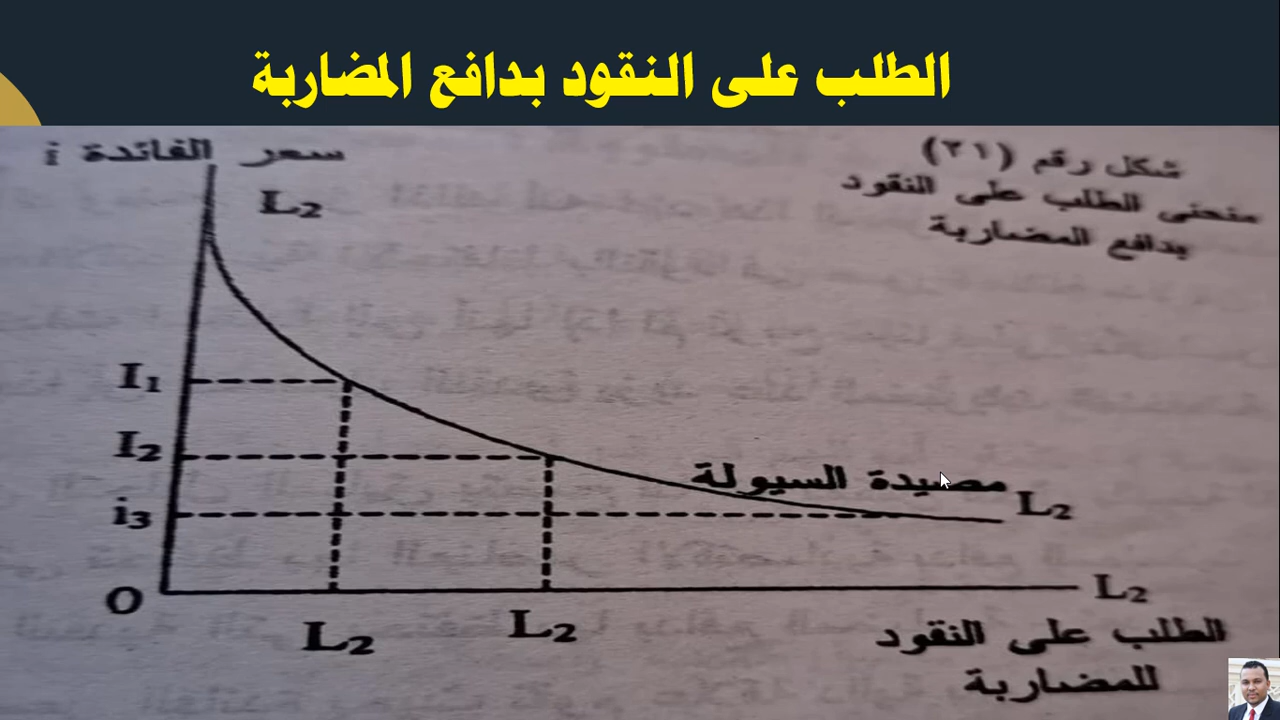 الطلب على النقود بدافع المضاربة
سعر الفائدة i
شكل رقم (٢١)
منحنى الطلب على النقود
بدافع المضاربة
L2
I1
I2
مصيدة السيولة
L2
i3
O
L2
L2
L2
الطلب على النقود
للمضاربة